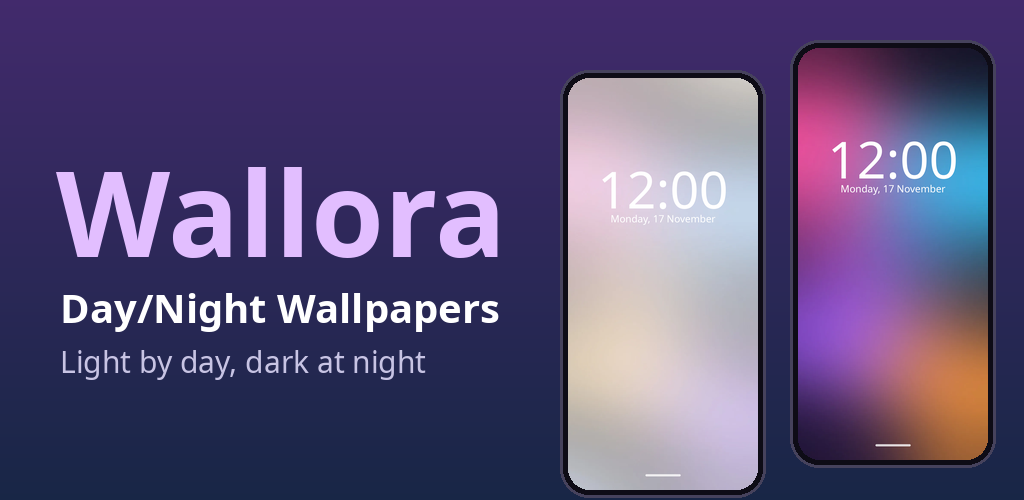 Wallora
Day/Night Wallpapers
Light by day, dark at night
12:00
Monday, 17 November
12:00
Monday, 17 November